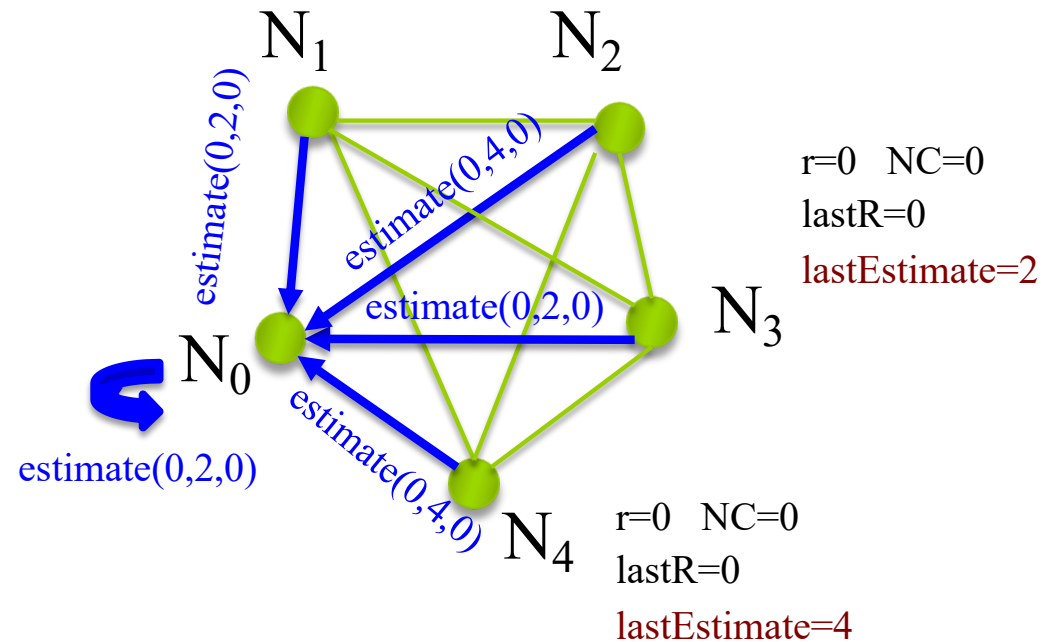 N₁
N₂
estimate(0,2,0)
estimate(0,4,0)
r=0 NC=0
lastR=0
lastEstimate=2
estimate(0,2,0)
N₃
N₀
estimate(0,2,0)
estimate(0,4,0)
N₄
r=0 NC=0
lastR=0
lastEstimate=4